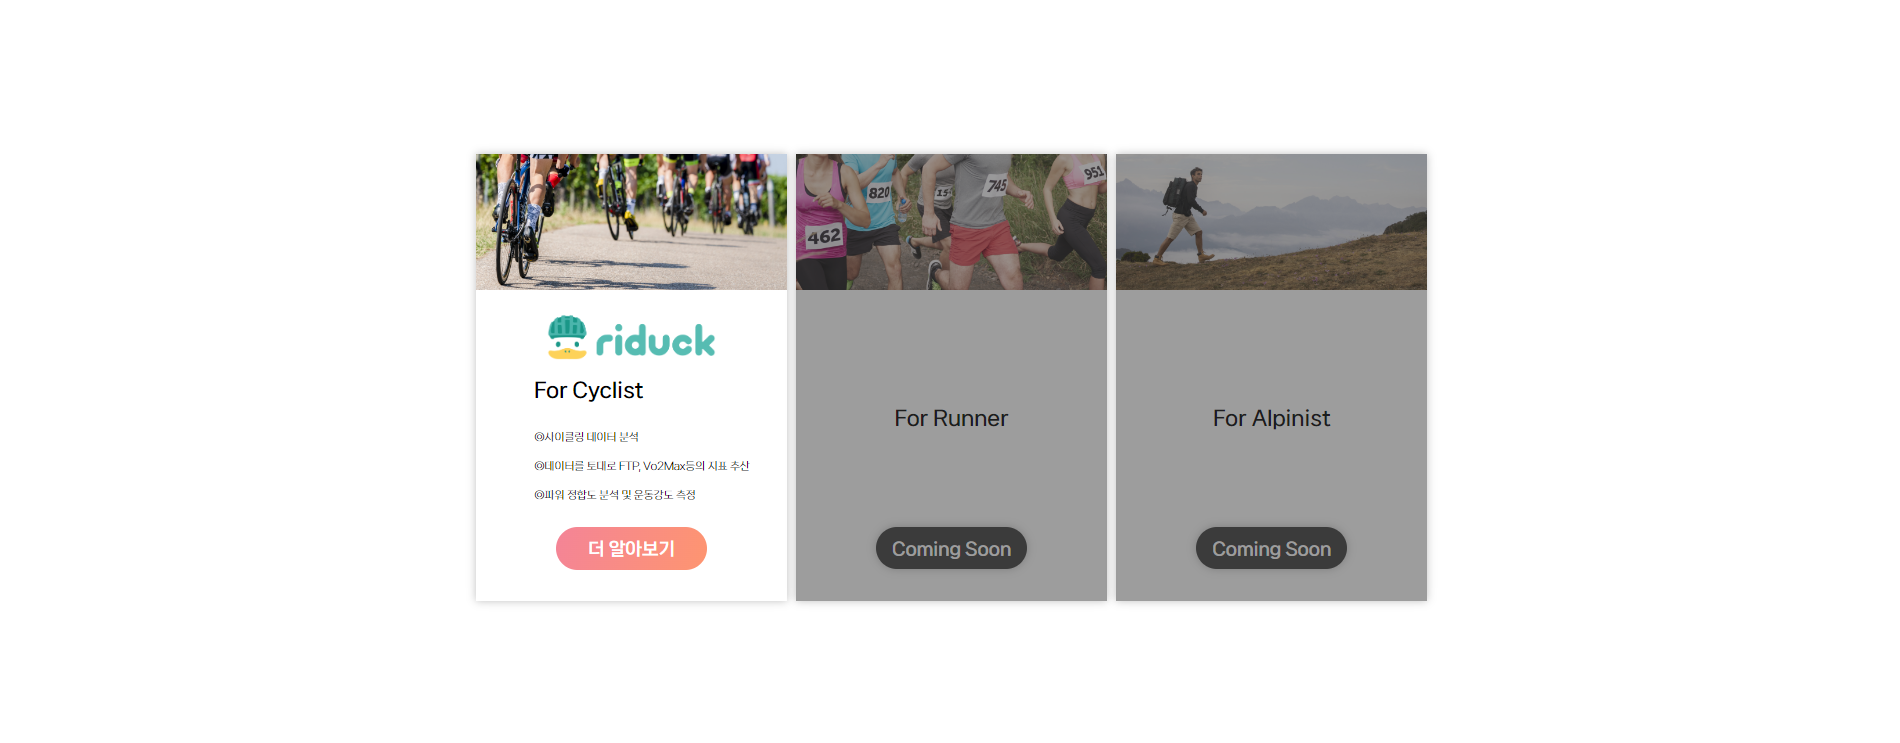 462
820
15
745
951
riduck
For Cyclist
◎사이클링 데이터 분석
◎데이터를 토대로 FTP, Vo2Max등의 지표 추산
◎파워 정합도 분석 및 운동강도 측정
더 알아보기
For Runner
Coming Soon
For Alpinist
Coming Soon